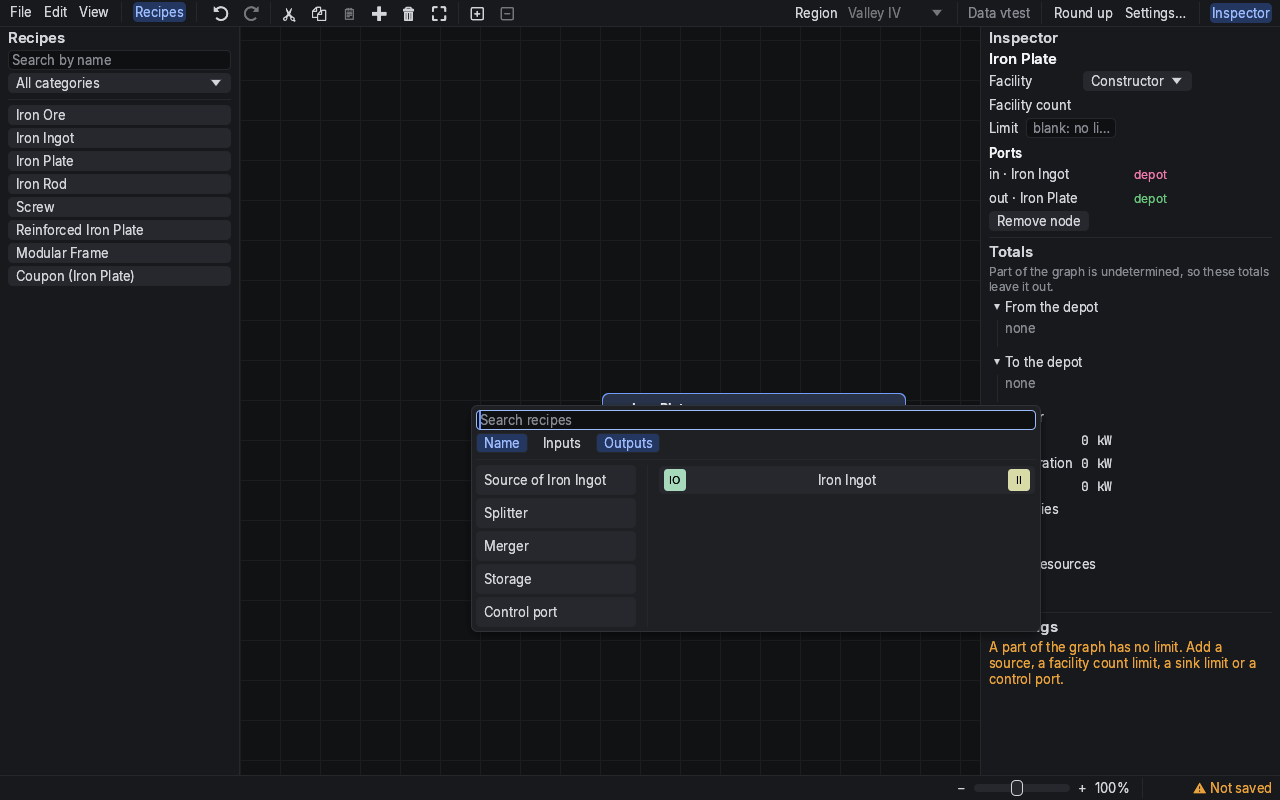 File Edit View Recipes Region Valley IV Data vtest Round up Settings... Inspector
Recipes
Search by name
All categories
Iron Ore
Iron Ingot
Iron Plate
Iron Rod
Screw
Reinforced Iron Plate
Modular Frame
Coupon (Iron Plate)
Search recipes
Name Inputs Outputs
Source of Iron Ingot
Splitter
Merger
Storage
Control port
IO Iron Ingot II
Inspector
Iron Plate
Facility Constructor
Facility count
Limit blank: no li...
Ports
in · Iron Ingot depot
out · Iron Plate depot
Remove node
Totals
Part of the graph is undetermined, so these totals
leave it out.
From the depot
none
To the depot
none
0 kW
0 kW
0 kW
A part of the graph has no limit. Add a
source, a facility count limit, a sink limit or a
control port.
− + 100% Not saved